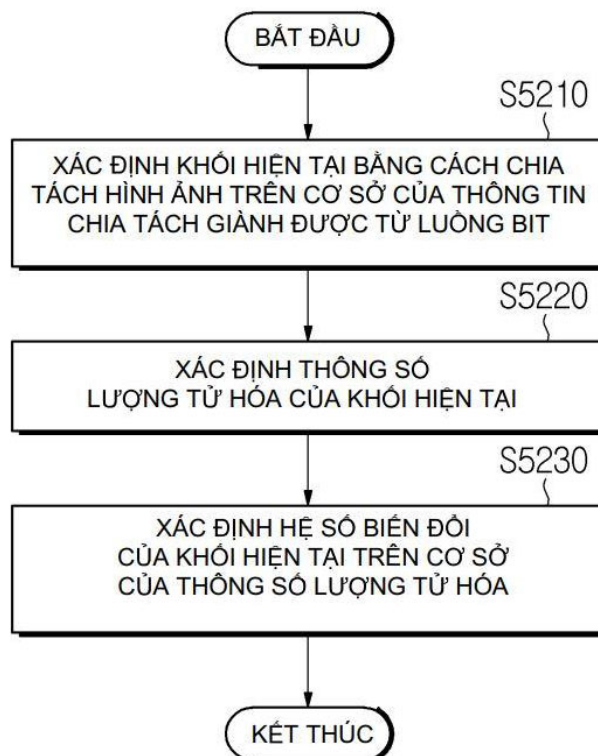 BẮT ĐẦU
S5210
XÁC ĐỊNH KHỐI HIỆN TẠI BẰNG CÁCH CHIA
TÁCH HÌNH ẢNH TRÊN CƠ SỞ CỦA THÔNG TIN
CHIA TÁCH GIÀNH ĐƯỢC TỪ LUỒNG BIT
S5220
XÁC ĐỊNH THÔNG SỐ
LƯỢNG TỬ HÓA CỦA KHỐI HIỆN TẠI
S5230
XÁC ĐỊNH HỆ SỐ BIẾN ĐỔI
CỦA KHỐI HIỆN TẠI TRÊN CƠ SỞ
CỦA THÔNG SỐ LƯỢNG TỬ HÓA
KẾT THÚC